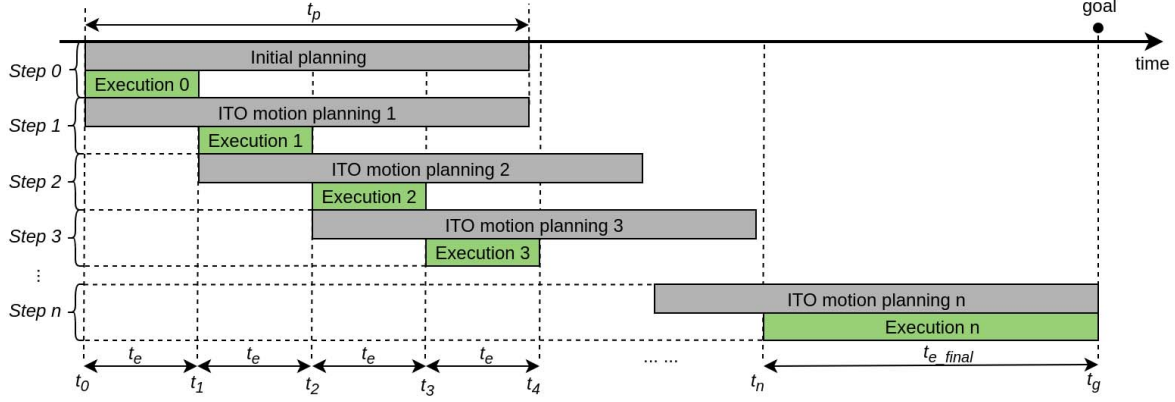 t_p
goal
time
Step 0
Initial planning
Execution 0
Step 1
ITO motion planning 1
Execution 1
Step 2
ITO motion planning 2
Execution 2
Step 3
ITO motion planning 3
Execution 3
...
Step n
ITO motion planning n
Execution n
t_e t_e t_e t_e ... ... t_e_final
t_0 t_1 t_2 t_3 t_4 t_n t_g